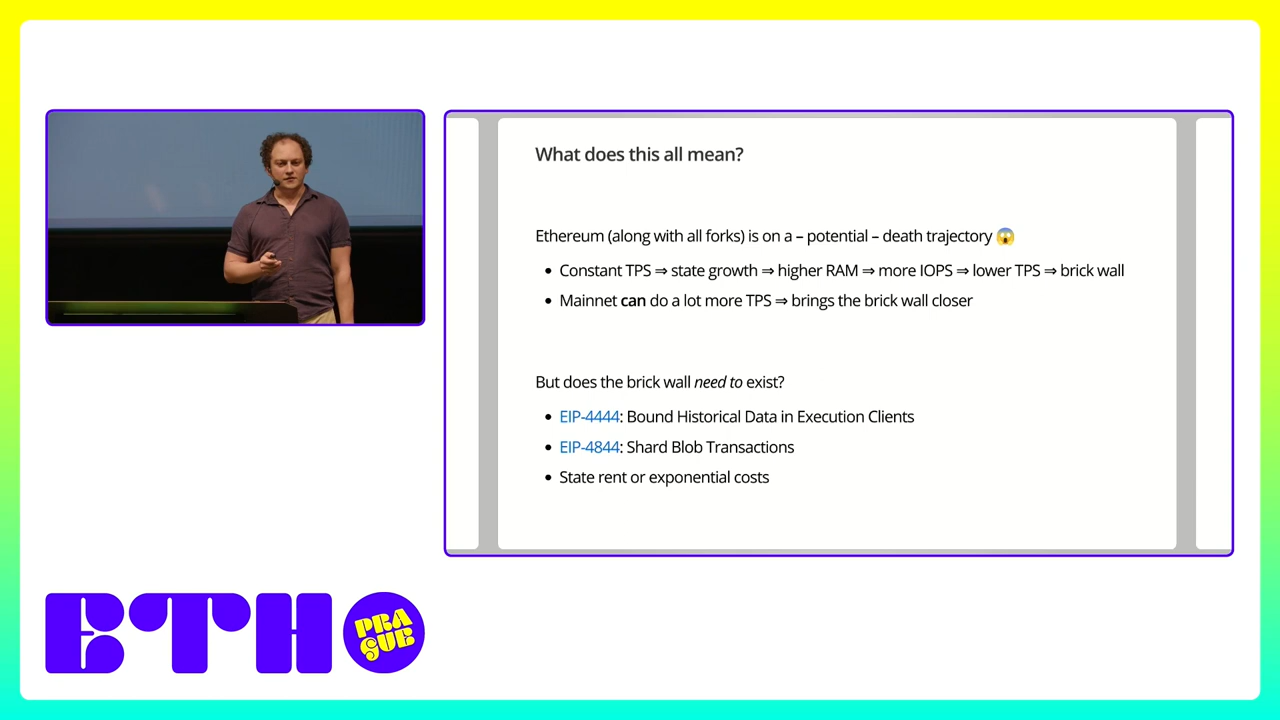 What does this all mean?
Ethereum (along with all forks) is on a – potential – death trajectory 😱
• Constant TPS ⇒ state growth ⇒ higher RAM ⇒ more IOPS ⇒ lower TPS ⇒ brick wall
• Mainnet can do a lot more TPS ⇒ brings the brick wall closer
But does the brick wall need to exist?
• EIP-4444: Bound Historical Data in Execution Clients
• EIP-4844: Shard Blob Transactions
• State rent or exponential costs
ETH
PRA
GUE